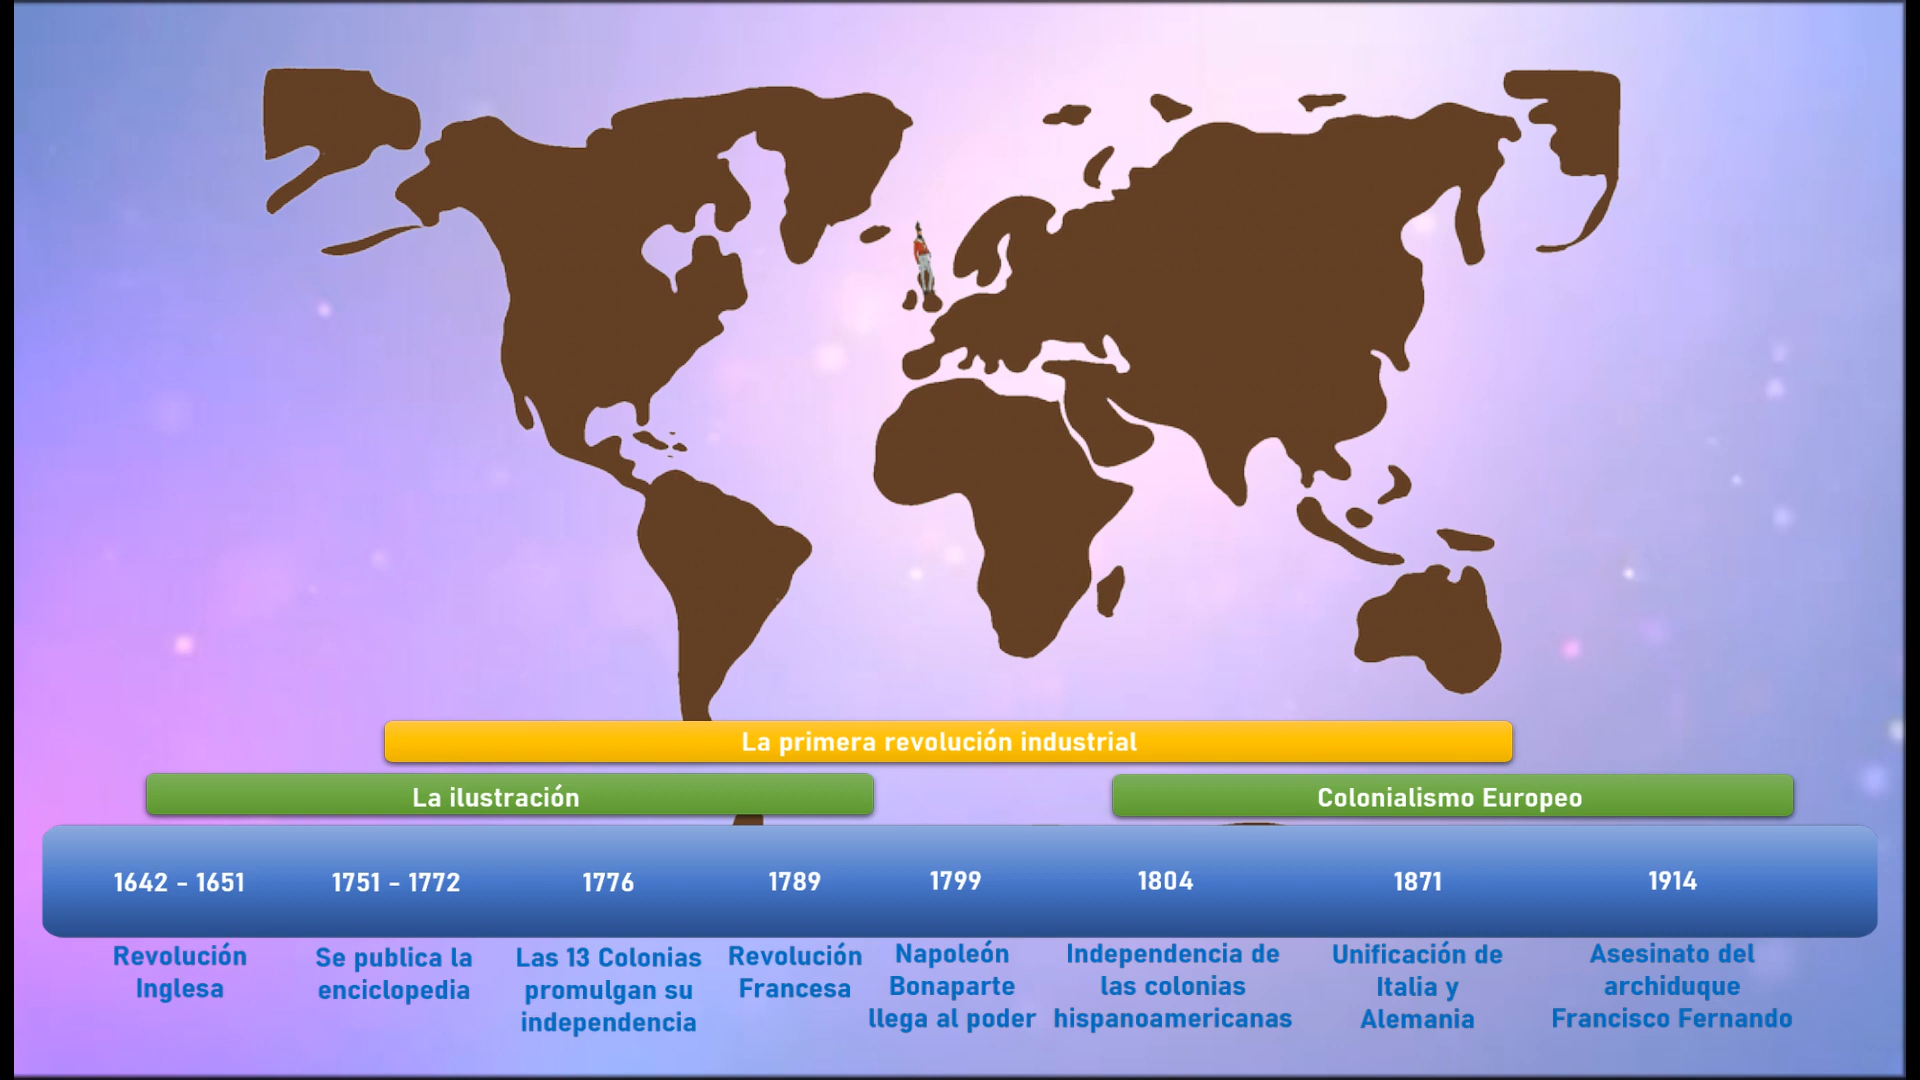 La primera revolución industrial
La ilustración
Colonialismo Europeo
1642 - 1651
1751 - 1772
1776
1789
1799
1804
1871
1914
Revolución
Inglesa
Se publica la
enciclopedia
Las 13 Colonias
promulgan su
independencia
Revolución
Francesa
Napoleón
Bonaparte
llega al poder
Independencia de
las colonias
hispanoamericanas
Unificación de
Italia y
Alemania
Asesinato del
archiduque
Francisco Fernando